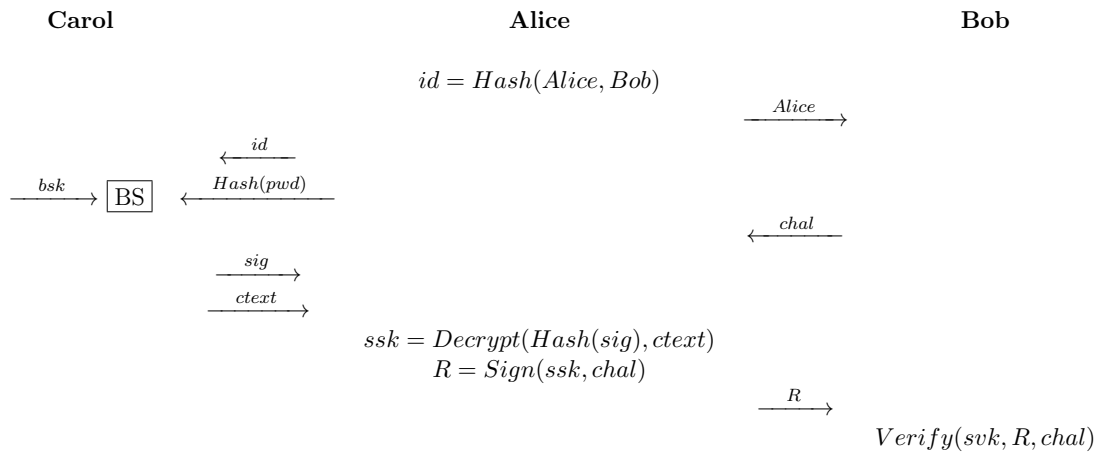 Carol Alice Bob
id = Hash(Alice, Bob)
Alice
id
bsk BS Hash(pwd)
chal
sig
ctext
ssk = Decrypt(Hash(sig), ctext)
R = Sign(ssk, chal)
R
Verify(svk, R, chal)